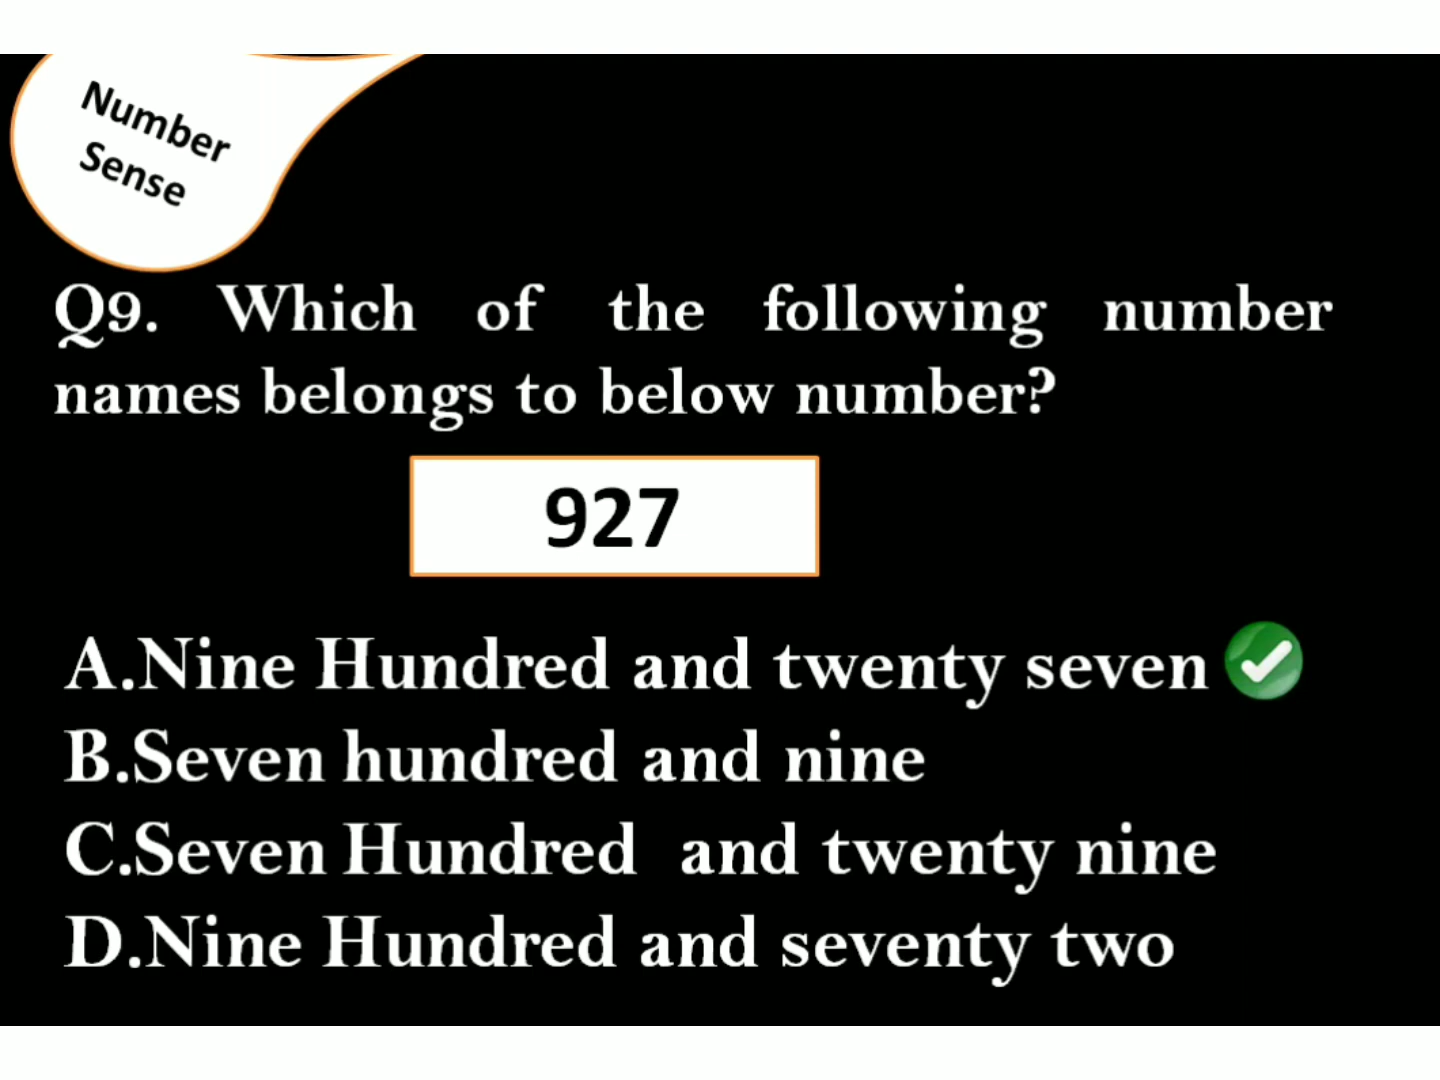 Number
Sense
Q9. Which of the following number
names belongs to below number?
927
A.Nine Hundred and twenty seven
B.Seven hundred and nine
C.Seven Hundred and twenty nine
D.Nine Hundred and seventy two